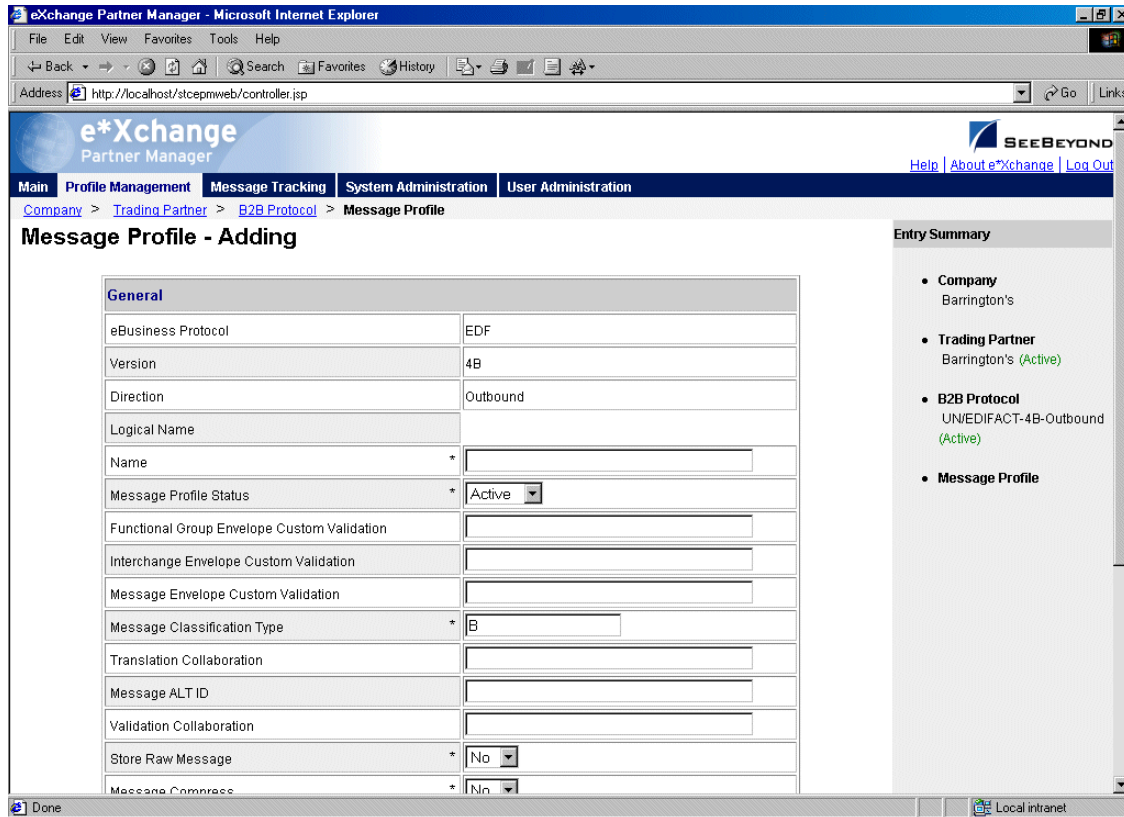 eXchange Partner Manager - Microsoft Internet Explorer
File Edit View Favorites Tools Help
Back Search Favorites History
Address http://localhost/stcepmweb/controller.jsp Go Links
e*Xchange
Partner Manager
SEEBEYOND
Help | About e*Xchange | Log Out
Main Profile Management Message Tracking System Administration User Administration
Company > Trading Partner > B2B Protocol > Message Profile
Message Profile - Adding
General
eBusiness Protocol EDF
Version 4B
Direction Outbound
Logical Name
Name *
Message Profile Status * Active
Functional Group Envelope Custom Validation
Interchange Envelope Custom Validation
Message Envelope Custom Validation
Message Classification Type * B
Translation Collaboration
Message ALT ID
Validation Collaboration
Store Raw Message * No
Message Compress * No
Entry Summary
• Company
Barrington's
• Trading Partner
Barrington's (Active)
• B2B Protocol
UN/EDIFACT-4B-Outbound
(Active)
• Message Profile
Done Local intranet